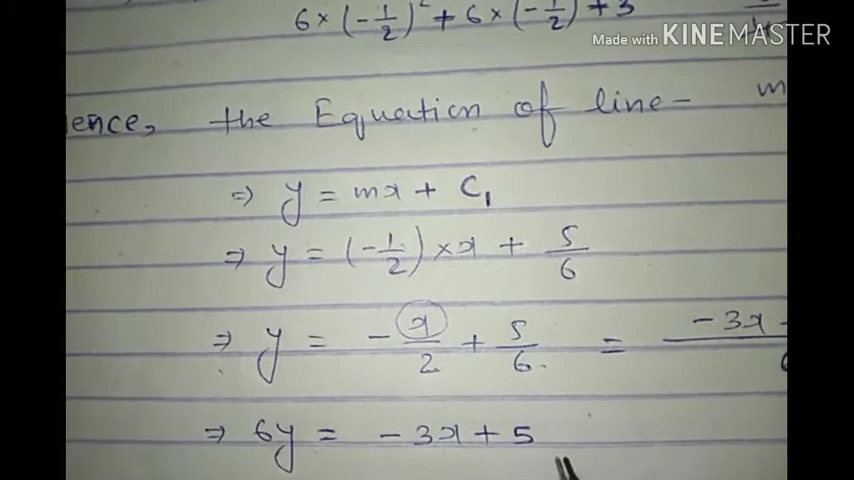 6 × (-1/2)² + 6 × (-1/2) + 3
Made with KINEMASTER
ence, the Equation of line - m
⇒ y = mx + C₁
⇒ y = (-1/2) × x + 5/6
⇒ y = - x/2 + 5/6 = -3x -
⇒ 6y = - 3x + 5